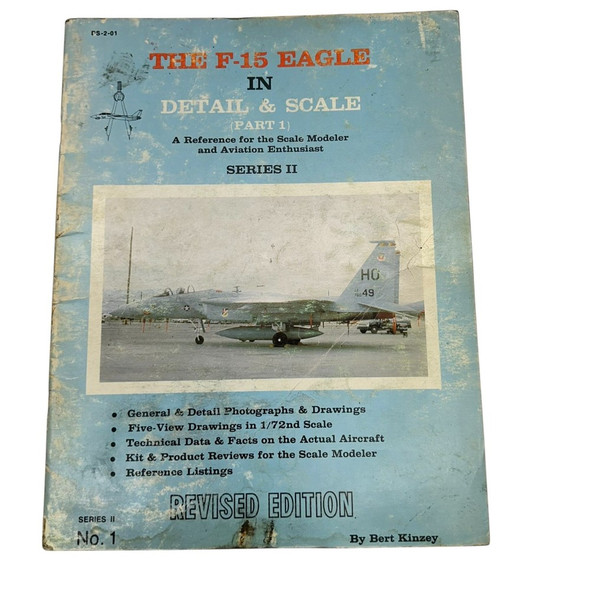 DS-2-01
THE F-15 EAGLE
IN
DETAIL & SCALE
(PART 1)
A Reference for the Scale Modeler
and Aviation Enthusiast
SERIES II
HO
49
• General & Detail Photographs & Drawings
• Five-View Drawings in 1/72nd Scale
• Technical Data & Facts on the Actual Aircraft
• Kit & Product Reviews for the Scale Modeler
• Reference Listings
REVISED EDITION
SERIES II
No. 1
By Bert Kinzey